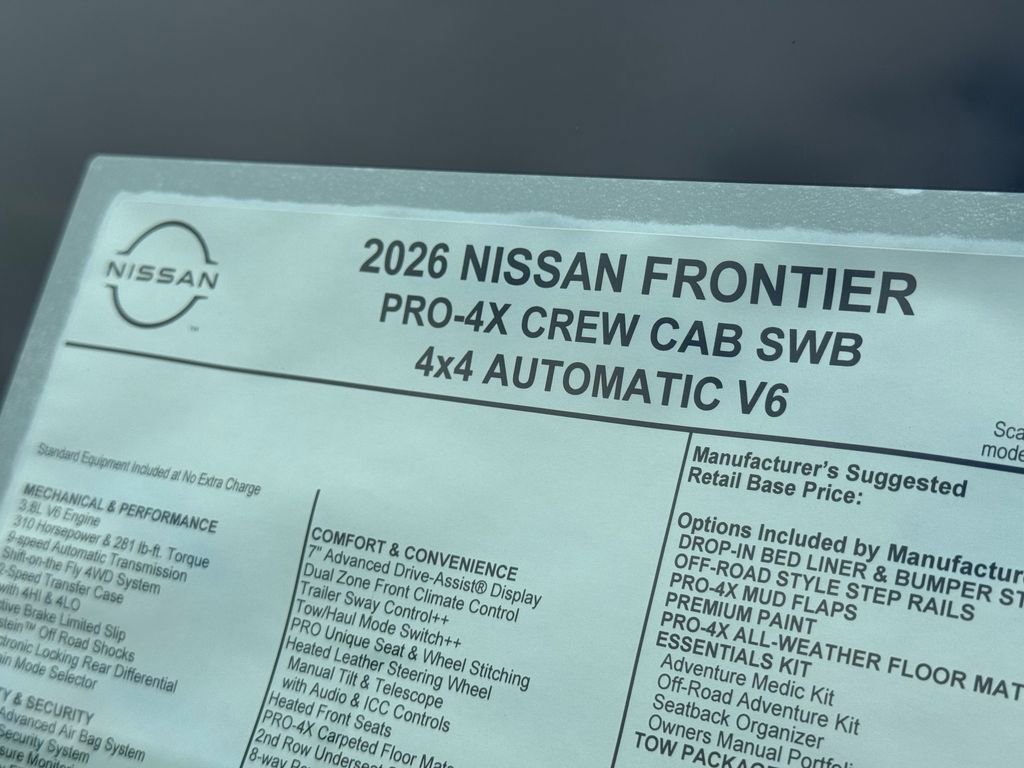 NISSAN
™
2026 NISSAN FRONTIER
PRO-4X CREW CAB SWB
4x4 AUTOMATIC V6
Standard Equipment Included at No Extra Charge
MECHANICAL & PERFORMANCE
3.8L V6 Engine
310 Horsepower & 281 lb-ft. Torque
9-speed Automatic Transmission
Shift-on the Fly 4WD System
2-Speed Transfer Case
with 4HI & 4LO
Brake Limited Slip
Off Road Shocks
Locking Rear Differential
Mode Selector
& SECURITY
Advanced Air Bag System
Security System
COMFORT & CONVENIENCE
7" Advanced Drive-Assist® Display
Dual Zone Front Climate Control
Trailer Sway Control++
Tow/Haul Mode Switch++
PRO Unique Seat & Wheel Stitching
Heated Leather Steering Wheel
Manual Tilt & Telescope
with Audio & ICC Controls
Heated Front Seats
PRO-4X Carpeted Floor
2nd Row
8-way
Manufacturer's Suggested
Retail Base Price:
Options Included by
DROP-IN BED LINER & BUMPER
OFF-ROAD STYLE STEP RAILS
PRO-4X MUD FLAPS
PREMIUM PAINT
PRO-4X ALL-WEATHER FLOOR
ESSENTIALS KIT
Adventure Medic Kit
Off-Road Adventure Kit
Seatback Organizer
Owners Manual
TOW